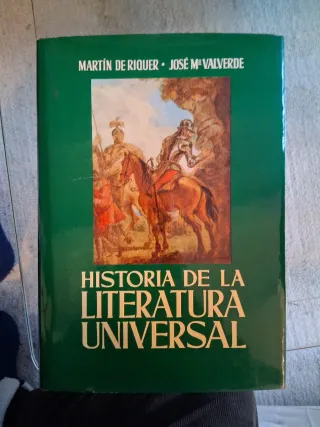 MARTÍN DE RIQUER • JOSÉ Mª VALVERDE
HISTORIA DE LA
LITERATURA
UNIVERSAL